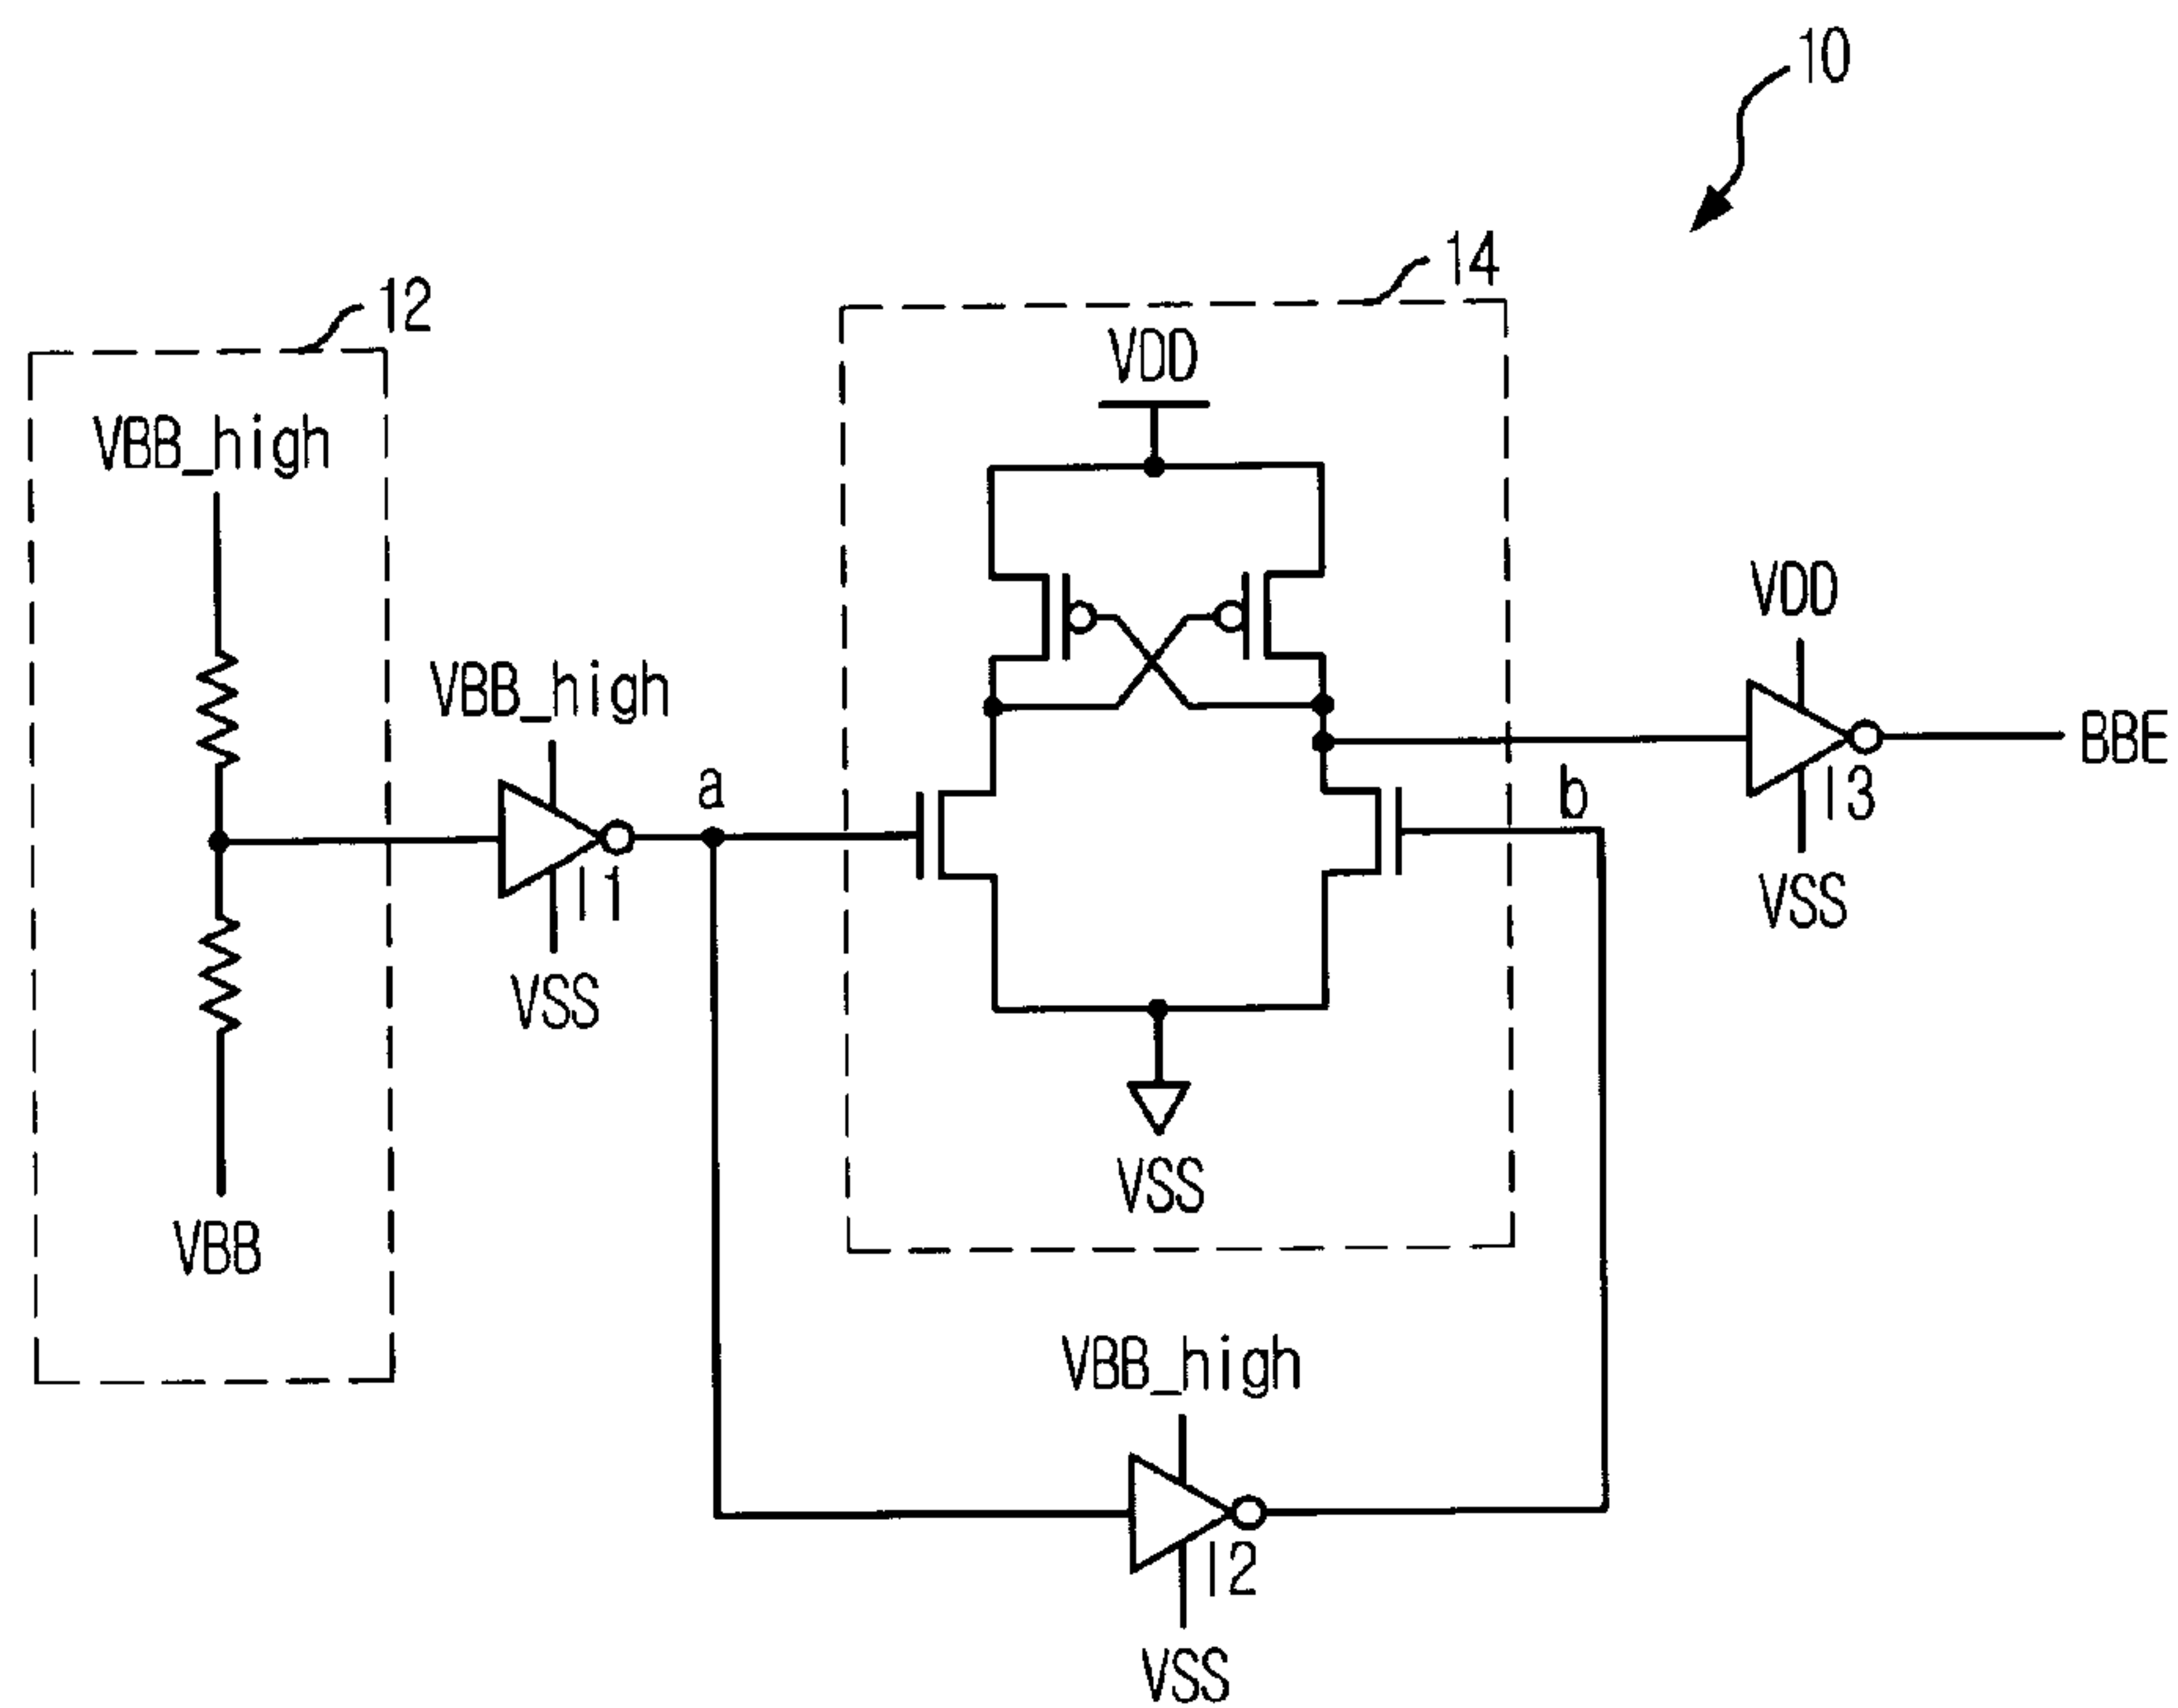 10
14
12
VDD
VBB_high
VDD
VBB_high
a
b
I3
BBE
I1
VSS
VSS
VSS
VBB
VBB_high
I2
VSS